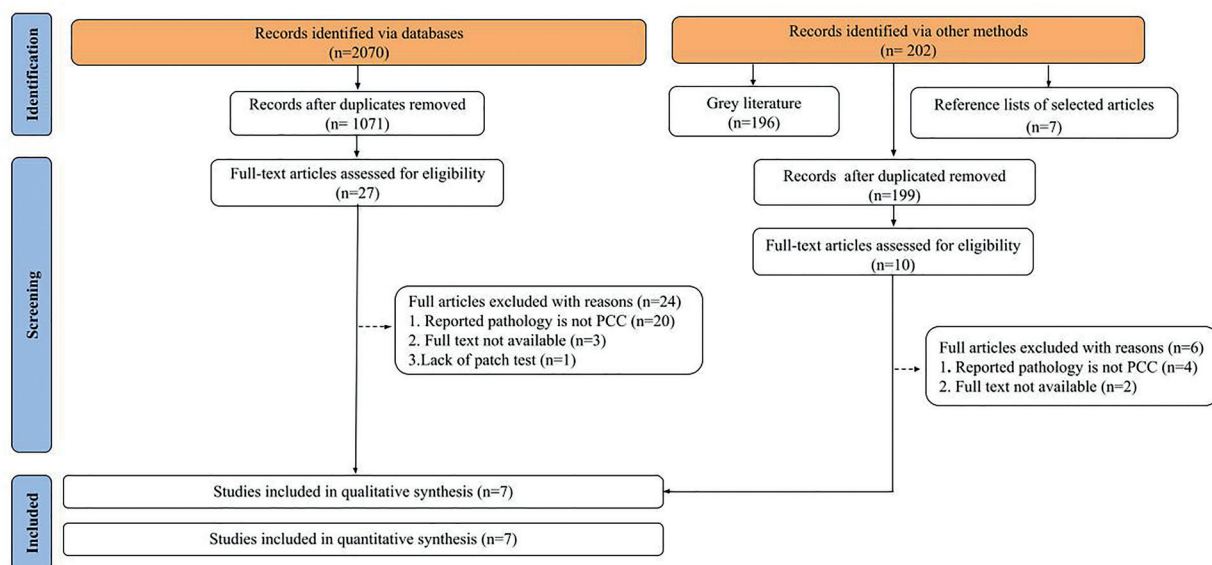 Identification
Records identified via databases
(n=2070)
Records identified via other methods
(n= 202)
Records after duplicates removed
(n= 1071)
Grey literature
(n=196)
Reference lists of selected articles
(n=7)
Screening
Full-text articles assessed for eligibility
(n=27)
Records after duplicated removed
(n=199)
Full-text articles assessed for eligibility
(n=10)
Full articles excluded with reasons (n=24)
1. Reported pathology is not PCC (n=20)
2. Full text not available (n=3)
3.Lack of patch test (n=1)
Full articles excluded with reasons (n=6)
1. Reported pathology is not PCC (n=4)
2. Full text not available (n=2)
Included
Studies included in qualitative synthesis (n=7)
Studies included in quantitative synthesis (n=7)